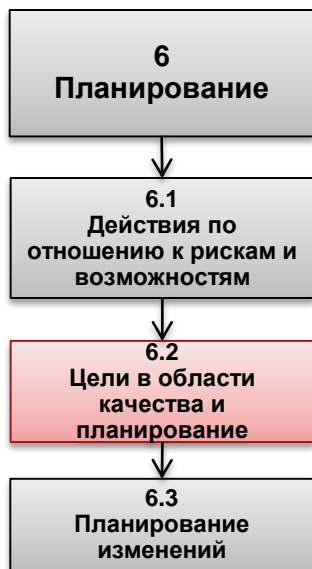 6
Планирование
6.1
Действия по
отношению к рискам и
возможностям
6.2
Цели в области
качества и
планирование
6.3
Планирование
изменений